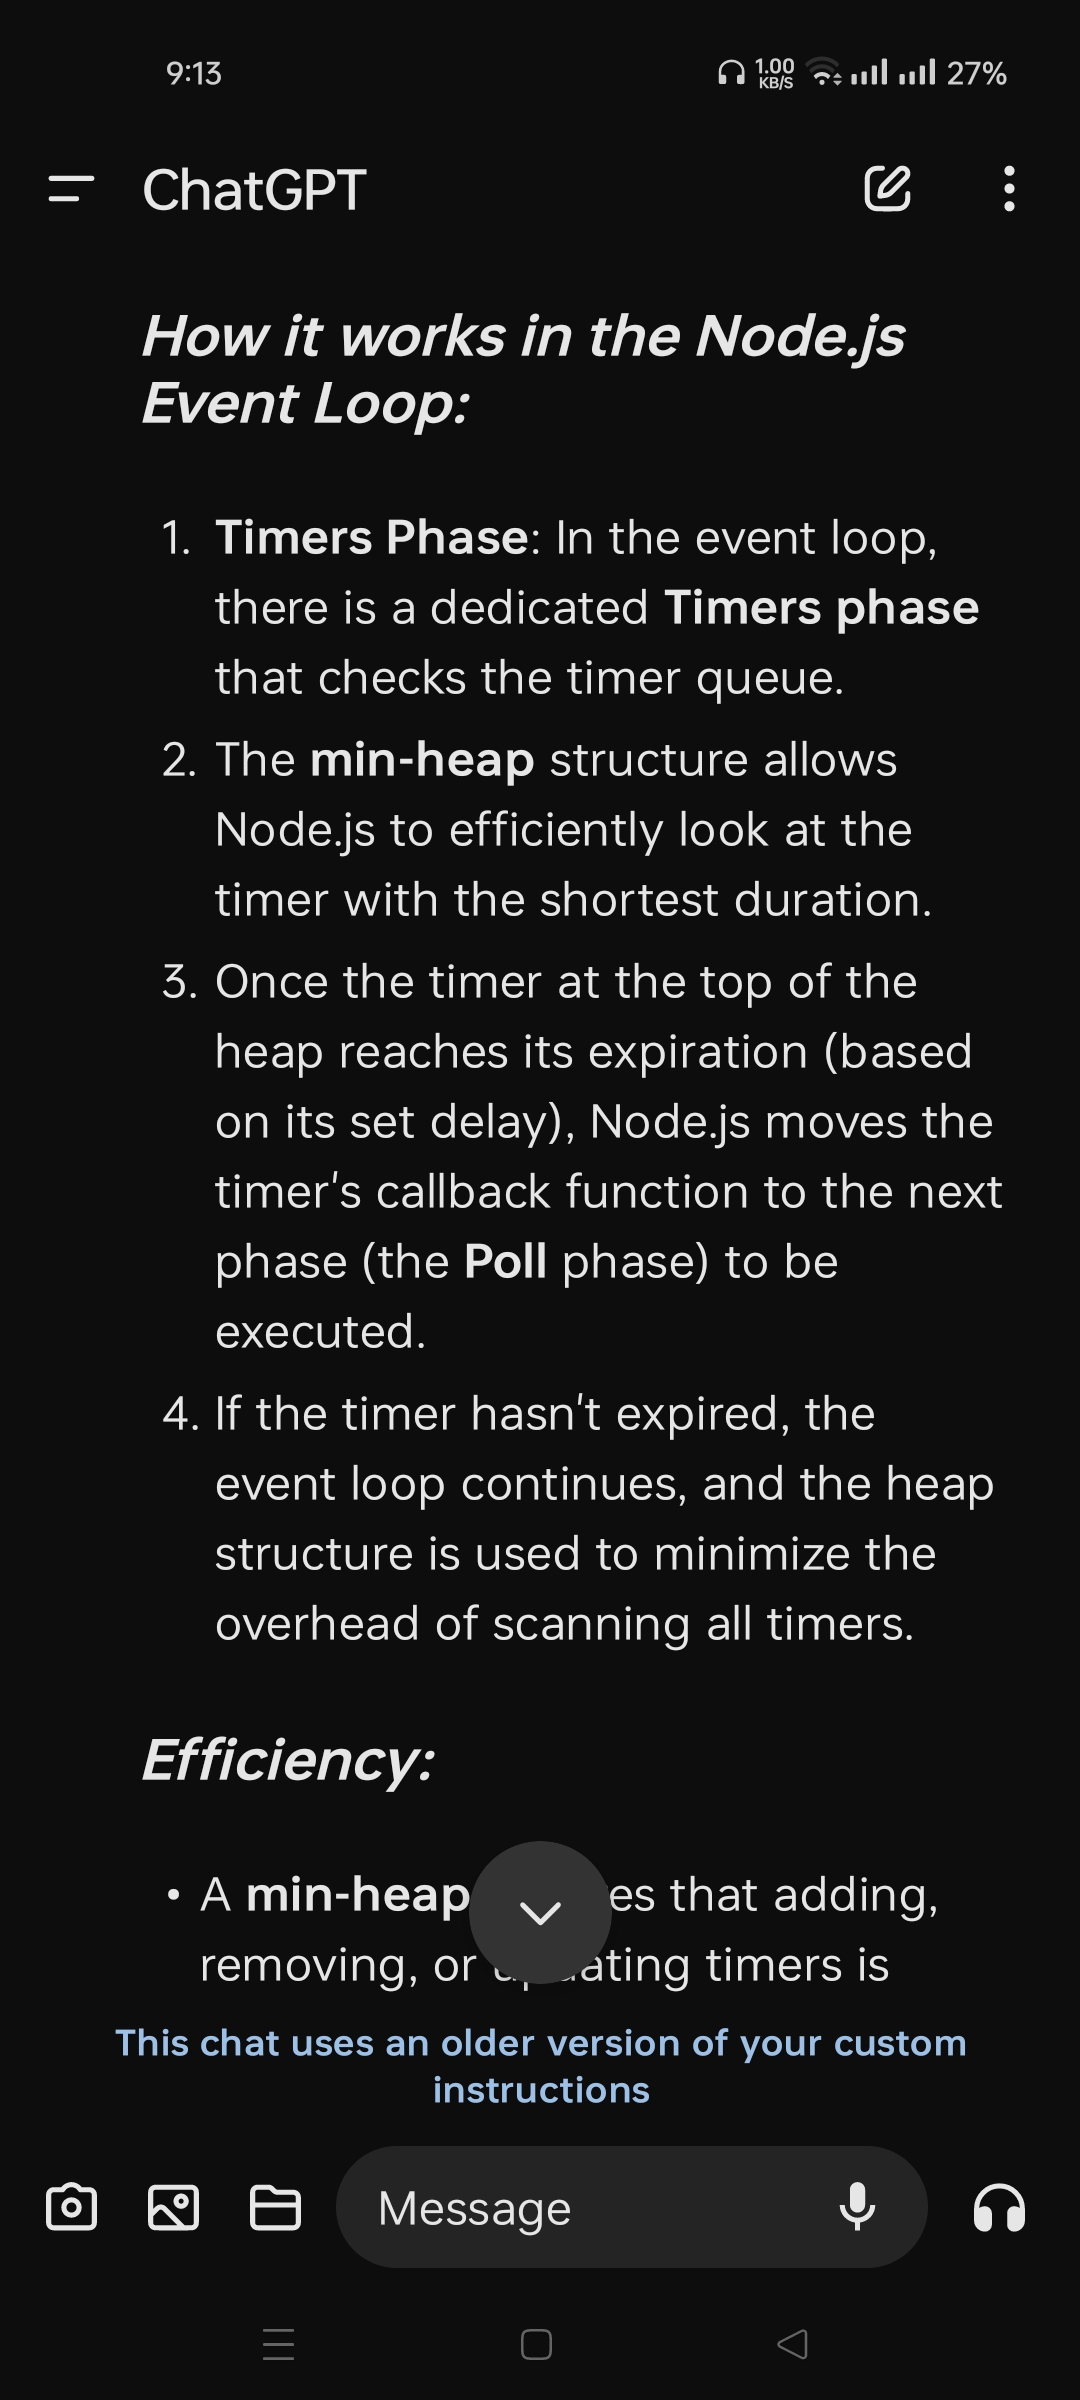 9:13
1.00
KB/S
27%
ChatGPT
How it works in the Node.js
Event Loop:
1. Timers Phase: In the event loop,
there is a dedicated Timers phase
that checks the timer queue.
2. The min-heap structure allows
Node.js to efficiently look at the
timer with the shortest duration.
3. Once the timer at the top of the
heap reaches its expiration (based
on its set delay), Node.js moves the
timer's callback function to the next
phase (the Poll phase) to be
executed.
4. If the timer hasn't expired, the
event loop continues, and the heap
structure is used to minimize the
overhead of scanning all timers.
Efficiency:
• A min-heap that adding,
removing, or timers is
This chat uses an older version of your custom
instructions
Message